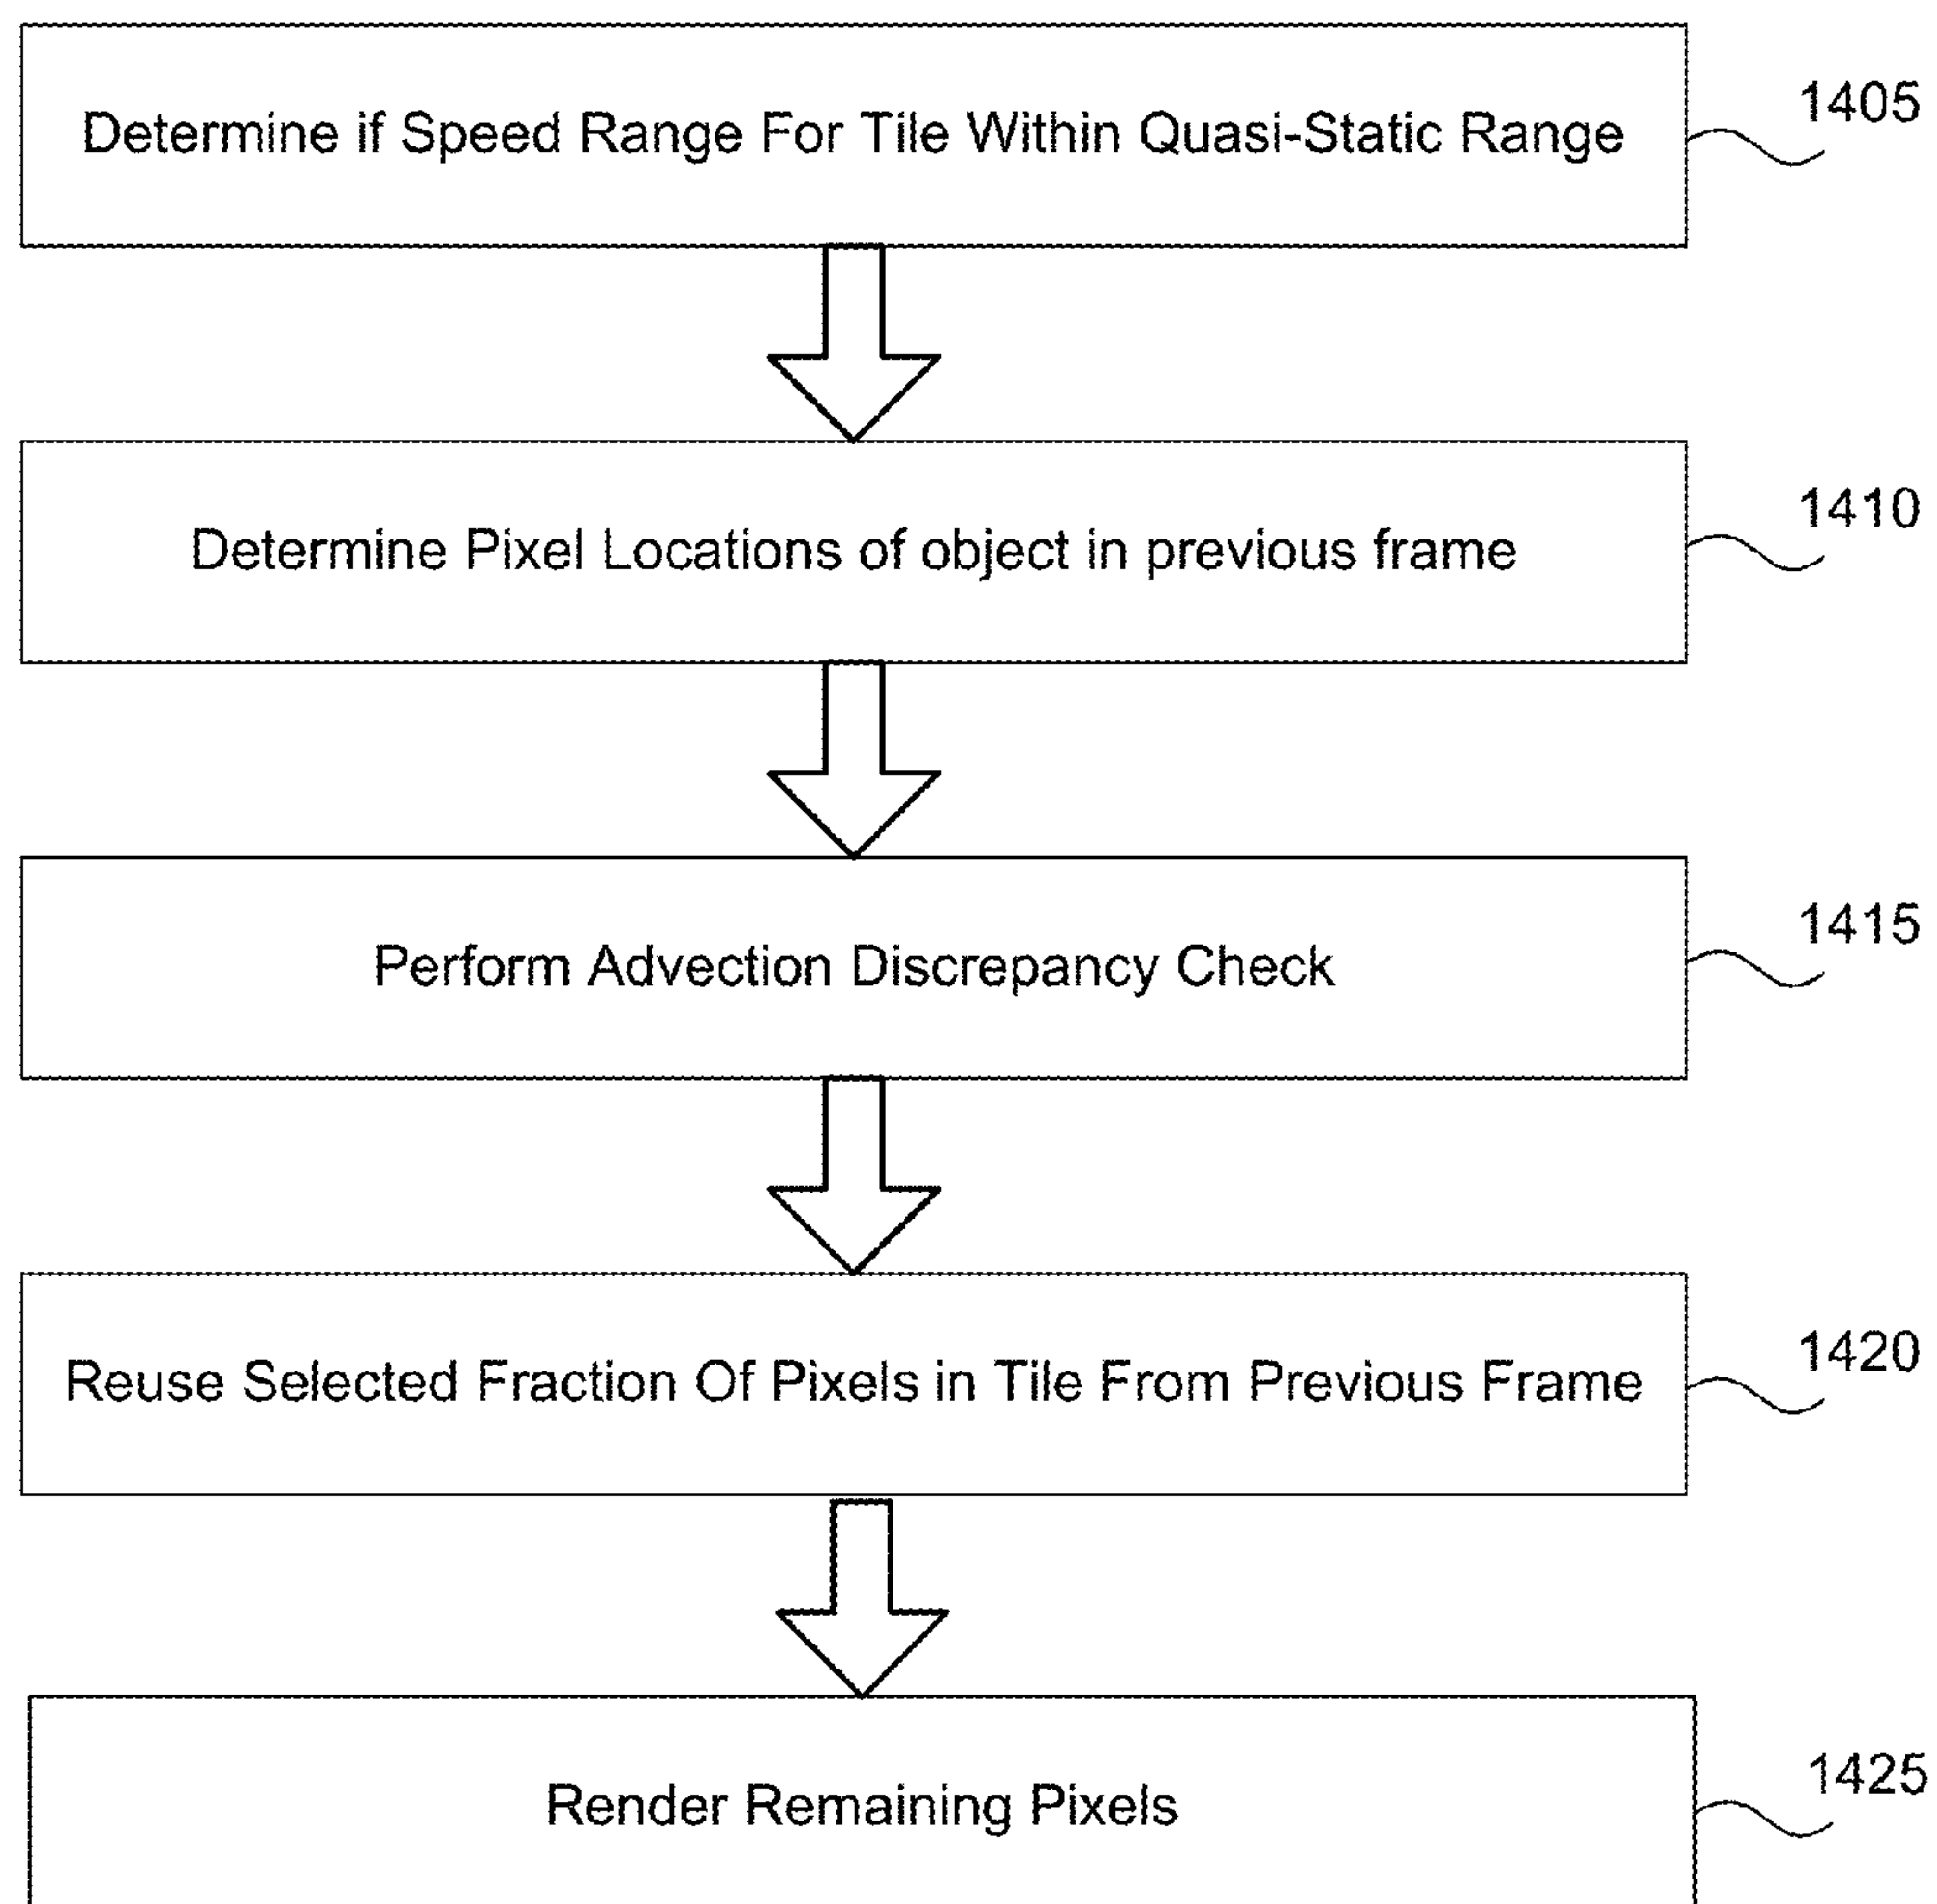 Determine if Speed Range For Tile Within Quasi-Static Range
1405
Determine Pixel Locations of object in previous frame
1410
Perform Advection Discrepancy Check
1415
Reuse Selected Fraction Of Pixels in Tile From Previous Frame
1420
Render Remaining Pixels
1425